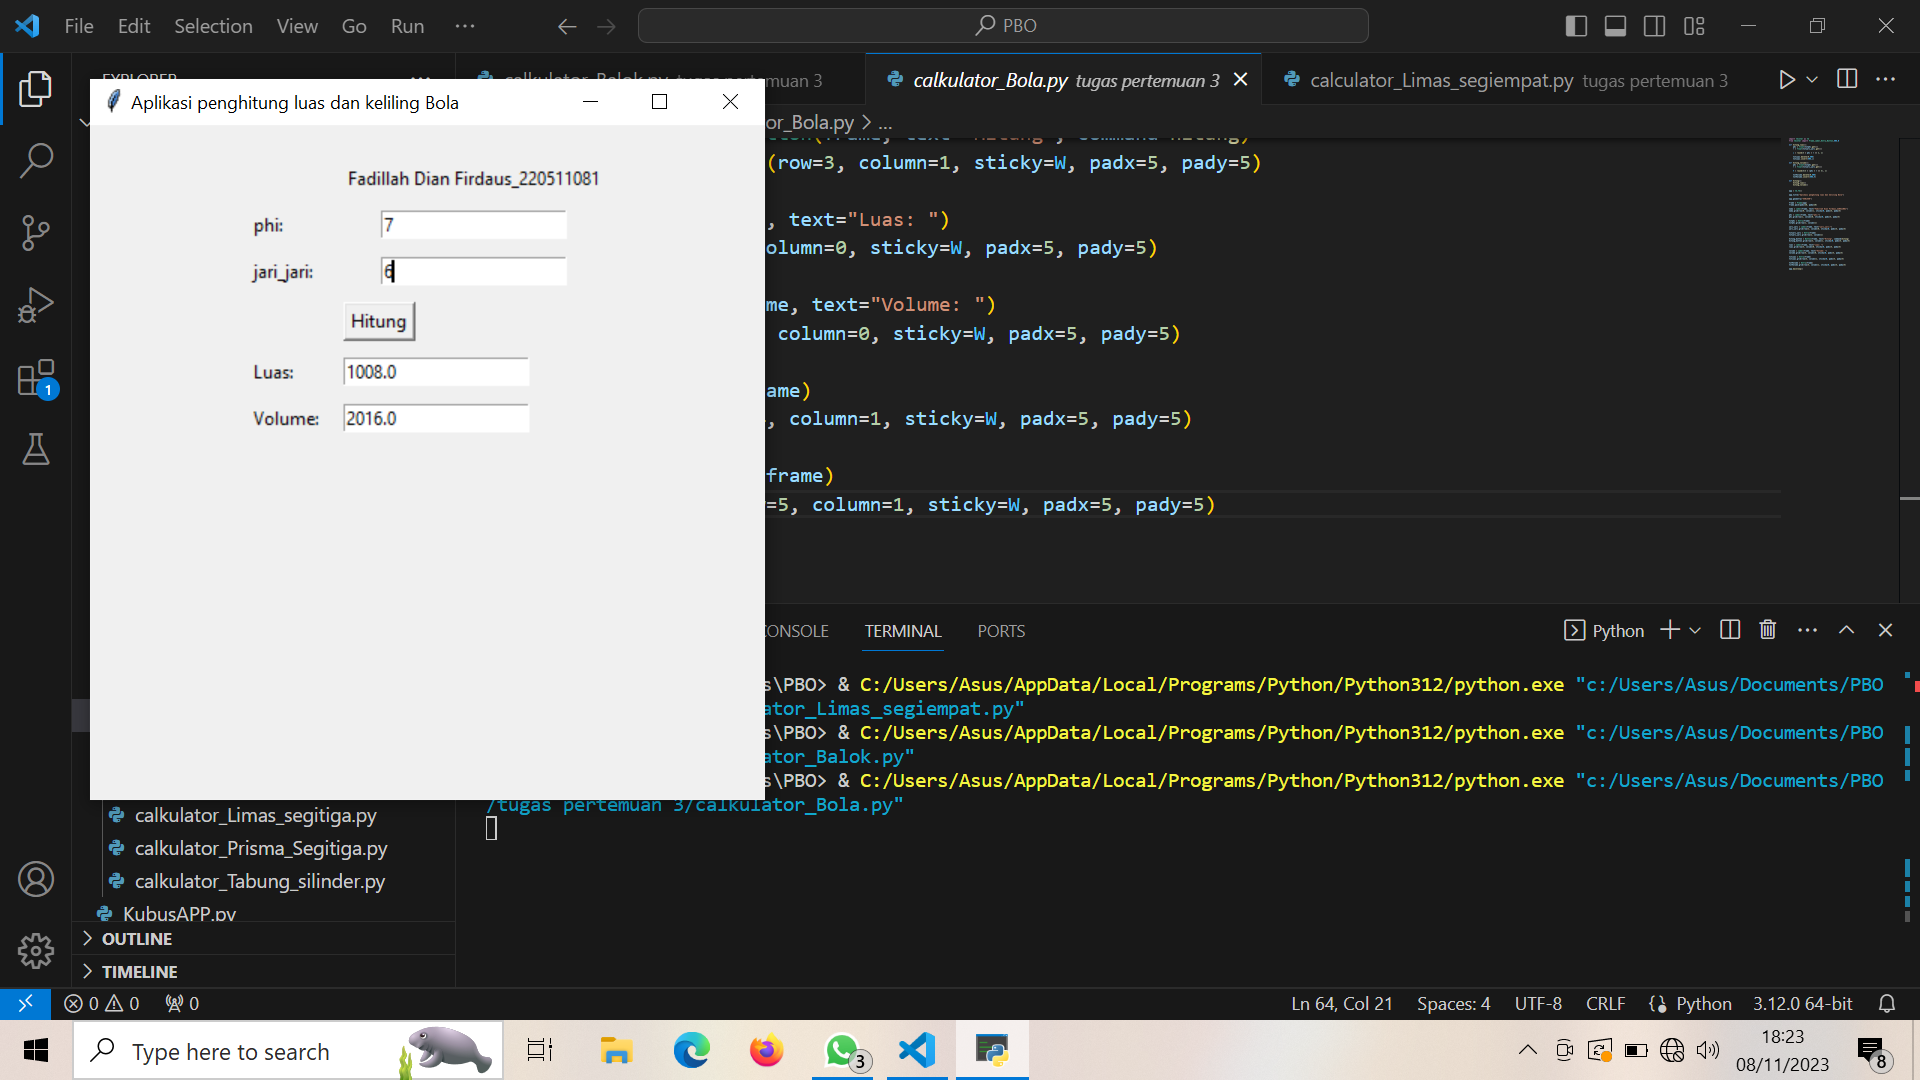 File Edit Selection View Go Run ···
PBO
EXPLORER
calkulator_Balok.py tugas pertemuan 3
calkulator_Bola.py tugas pertemuan 3
calculator_Limas_segiempat.py tugas pertemuan 3
Aplikasi penghitung luas dan keliling Bola
Fadillah Dian Firdaus_220511081
phi: 7
jari_jari: 6
Hitung
Luas: 1008.0
Volume: 2016.0
or_Bola.py > ...
(row=3, column=1, sticky=W, padx=5, pady=5)
, text="Luas: ")
olumn=0, sticky=W, padx=5, pady=5)
me, text="Volume: ")
column=0, sticky=W, padx=5, pady=5)
ame)
, column=1, sticky=W, padx=5, pady=5)
frame)
=5, column=1, sticky=W, padx=5, pady=5)
CONSOLE TERMINAL PORTS
Python
s\PBO> & C:/Users/Asus/AppData/Local/Programs/Python/Python312/python.exe "c:/Users/Asus/Documents/PBO
ator_Limas_segiempat.py"
s\PBO> & C:/Users/Asus/AppData/Local/Programs/Python/Python312/python.exe "c:/Users/Asus/Documents/PBO
ator_Balok.py"
s\PBO> & C:/Users/Asus/AppData/Local/Programs/Python/Python312/python.exe "c:/Users/Asus/Documents/PBO
/tugas pertemuan 3/calkulator_Bola.py"
1
calkulator_Limas_segitiga.py
calkulator_Prisma_Segitiga.py
calkulator_Tabung_silinder.py
KubusAPP.py
OUTLINE
TIMELINE
0 0 0
Ln 64, Col 21 Spaces: 4 UTF-8 CRLF Python 3.12.0 64-bit
Type here to search
3
18:23
08/11/2023
8